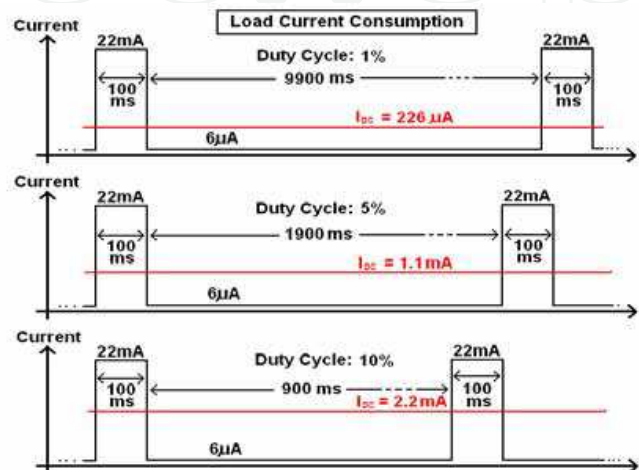 Load Current Consumption
Current
22mA
22mA
Duty Cycle: 1%
9900 ms
100
ms
100
ms
IDC = 226 µA
6µA
Current
22mA
22mA
Duty Cycle: 5%
1900 ms
100
ms
100
ms
IDC = 1.1mA
6µA
Current
22mA
22mA
Duty Cycle: 10%
900 ms
100
ms
100
ms
IDC = 2.2mA
6µA